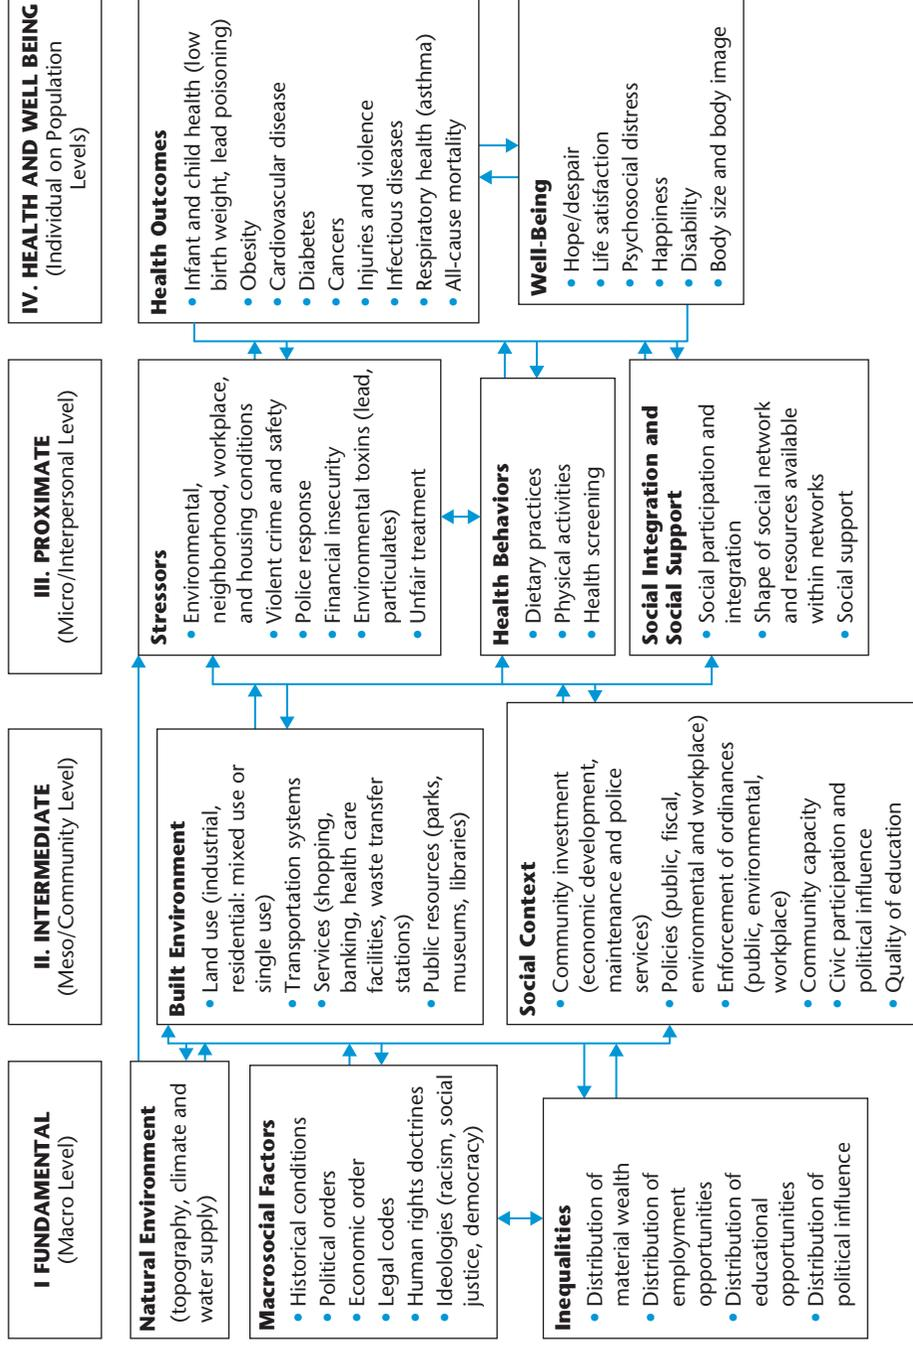 I FUNDAMENTAL
(Macro Level)
Natural Environment
(topography, climate and
water supply)
Macrosocial Factors
• Historical conditions
• Political orders
• Economic order
• Legal codes
• Human rights doctrines
• Ideologies (racism, social
justice, democracy)
Inequalities
• Distribution of
material wealth
• Distribution of
employment
opportunities
• Distribution of
educational
opportunities
• Distribution of
political influence
II. INTERMEDIATE
(Meso/Community Level)
Built Environment
• Land use (industrial,
residential: mixed use or
single use)
• Transportation systems
• Services (shopping,
banking, health care
facilities, waste transfer
stations)
• Public resources (parks,
museums, libraries)
Social Context
• Community investment
(economic development,
maintenance and police
services)
• Policies (public, fiscal,
environmental and workplace)
• Enforcement of ordinances
(public, environmental,
workplace)
• Community capacity
• Civic participation and
political influence
• Quality of education
III. PROXIMATE
(Micro/Interpersonal Level)
Stressors
• Environmental,
neighborhood, workplace,
and housing conditions
• Violent crime and safety
• Police response
• Financial insecurity
• Environmental toxins (lead,
particulates)
• Unfair treatment
Health Behaviors
• Dietary practices
• Physical activities
• Health screening
Social Integration and
Social Support
• Social participation and
integration
• Shape of social network
and resources available
within networks
• Social support
IV. HEALTH AND WELL BEING
(Individual on Population
Levels)
Health Outcomes
• Infant and child health (low
birth weight, lead poisoning)
• Obesity
• Cardiovascular disease
• Diabetes
• Cancers
• Injuries and violence
• Infectious diseases
• Respiratory health (asthma)
• All-cause mortality
Well-Being
• Hope/despair
• Life satisfaction
• Psychosocial distress
• Happiness
• Disability
• Body size and body image